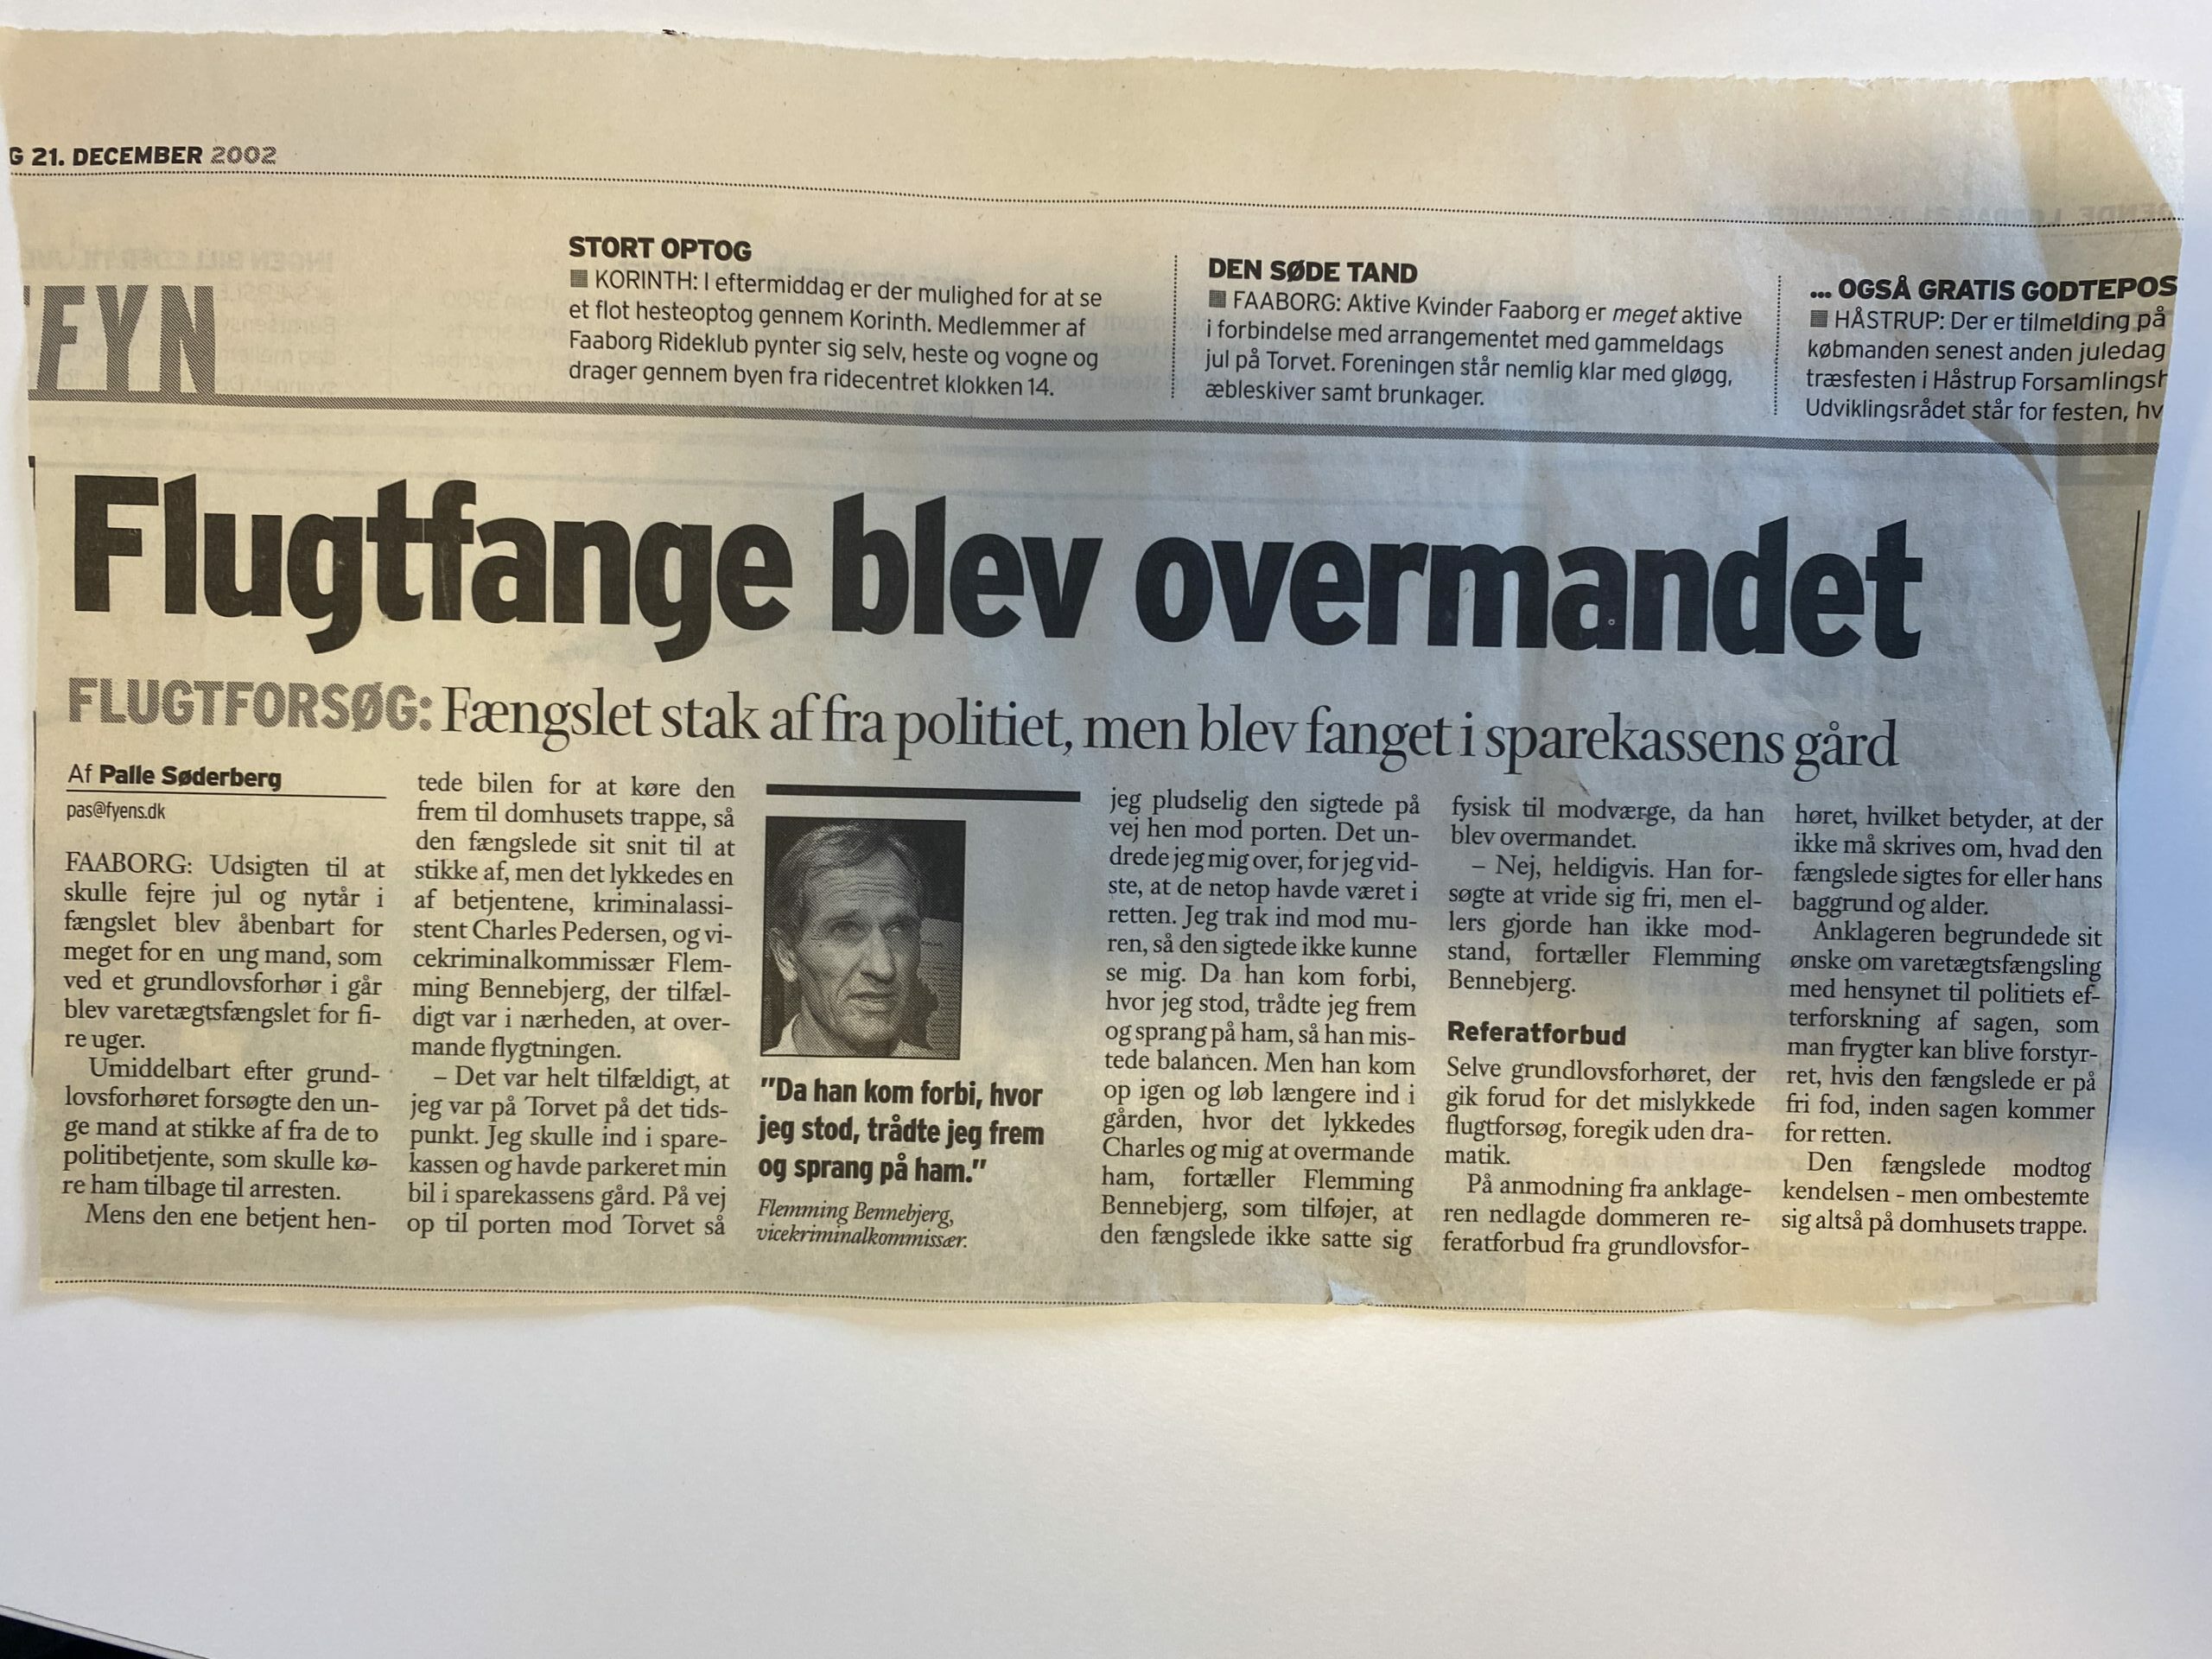 G 21. DECEMBER 2002
FYN
STORT OPTOG
KORINTH: I eftermiddag er der mulighed for at se
et flot hesteoptog gennem Korinth. Medlemmer af
Faaborg Rideklub pynter sig selv, heste og vogne og
drager gennem byen fra ridecentret klokken 14.
DEN SØDE TAND
FAABORG: Aktive Kvinder Faaborg er meget aktive
i forbindelse med arrangementet med gammeldags
jul på Torvet. Foreningen står nemlig klar med gløgg,
æbleskiver samt brunkager.
... OGSÅ GRATIS GODTEPOS
HÅSTRUP: Der er tilmelding på
købmanden senest anden juledag
træsfesten i Håstrup Forsamlingsh
Udviklingsrådet står for festen, hv
Flugtfange blev overmandet
FLUGTFORSØG: Fængslet stak af fra politiet, men blev fanget i sparekassens gård
Af Palle Søderberg
pas@fyens.dk
FAABORG: Udsigten til at
skulle fejre jul og nytår i
fængslet blev åbenbart for
meget for en ung mand, som
ved et grundlovsforhør i går
blev varetægtsfængslet for fi-
re uger.
Umiddelbart efter grund-
lovsforhøret forsøgte den un-
ge mand at stikke af fra de to
politibetjente, som skulle kø-
re ham tilbage til arresten.
Mens den ene betjent hen-
tede bilen for at køre den
frem til domhusets trappe, så
den fængslede sit snit til at
stikke af, men det lykkedes en
af betjentene, kriminalassi-
stent Charles Pedersen, og vi-
cekriminalkommissær Flem-
ming Bennebjerg, der tilfæl-
digt var i nærheden, at over-
mande flygtningen.
– Det var helt tilfældigt, at
jeg var på Torvet på det tids-
punkt. Jeg skulle ind i spare-
kassen og havde parkeret min
bil i sparekassens gård. På vej
op til porten mod Torvet så
"Da han kom forbi, hvor
jeg stod, trådte jeg frem
og sprang på ham."
Flemming Bennebjerg,
vicekriminalkommissær.
jeg pludselig den sigtede på
vej hen mod porten. Det un-
drede jeg mig over, for jeg vid-
ste, at de netop havde været i
retten. Jeg trak ind mod mu-
ren, så den sigtede ikke kunne
se mig. Da han kom forbi,
hvor jeg stod, trådte jeg frem
og sprang på ham, så han mis-
tede balancen. Men han kom
op igen og løb længere ind i
gården, hvor det lykkedes
Charles og mig at overmande
ham, fortæller Flemming
Bennebjerg, som tilføjer, at
den fængslede ikke satte sig
fysisk til modværge, da han
blev overmandet.
– Nej, heldigvis. Han for-
søgte at vride sig fri, men el-
lers gjorde han ikke mod-
stand, fortæller Flemming
Bennebjerg.
Referatforbud
Selve grundlovsforhøret, der
gik forud for det mislykkede
flugtforsøg, foregik uden dra-
matik.
På anmodning fra anklage-
ren nedlagde dommeren re-
feratforbud fra grundlovsfor-
høret, hvilket betyder, at der
ikke må skrives om, hvad den
fængslede sigtes for eller hans
baggrund og alder.
Anklageren begrundede sit
ønske om varetægtsfængsling
med hensynet til politiets ef-
terforskning af sagen, som
man frygter kan blive forstyr-
ret, hvis den fængslede er på
fri fod, inden sagen kommer
for retten.
Den fængslede modtog
kendelsen - men ombestemte
sig altså på domhusets trappe.